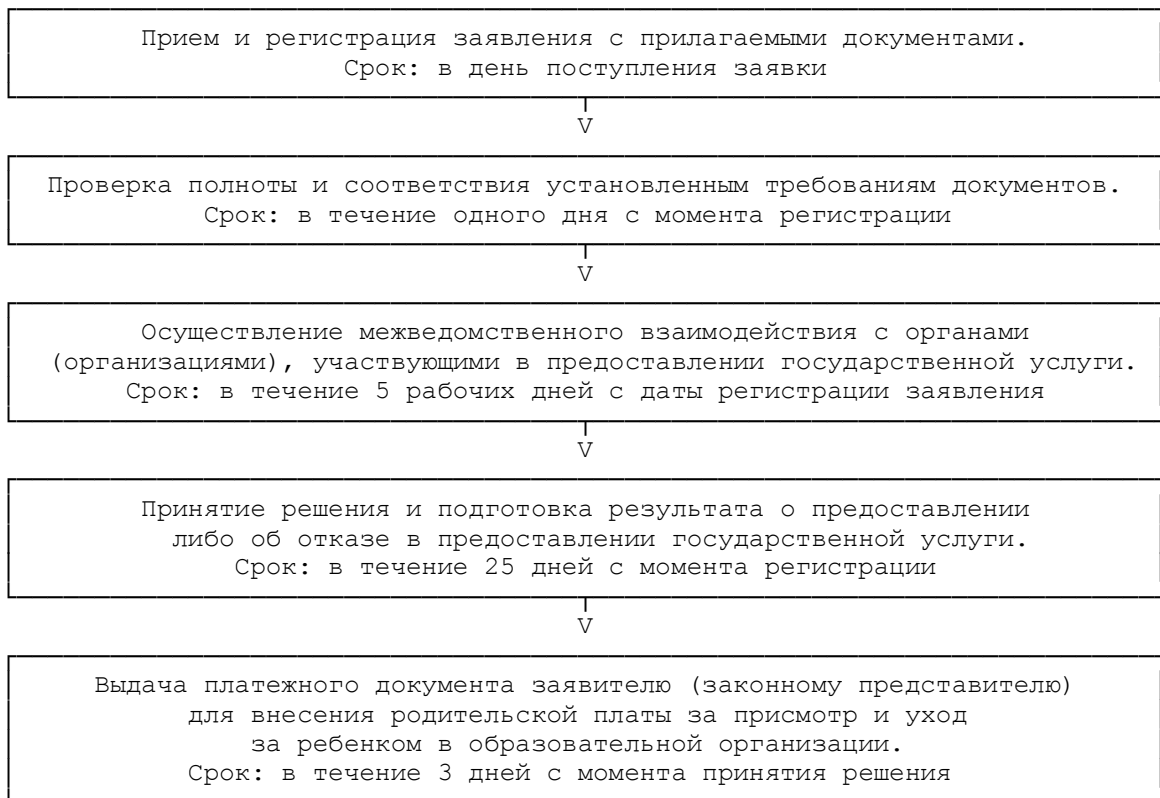 Прием и регистрация заявления с прилагаемыми документами.
Срок: в день поступления заявки
V
Проверка полноты и соответствия установленным требованиям документов.
Срок: в течение одного дня с момента регистрации
V
Осуществление межведомственного взаимодействия с органами
(организациями), участвующими в предоставлении государственной услуги.
Срок: в течение 5 рабочих дней с даты регистрации заявления
V
Принятие решения и подготовка результата о предоставлении
либо об отказе в предоставлении государственной услуги.
Срок: в течение 25 дней с момента регистрации
V
Выдача платежного документа заявителю (законному представителю)
для внесения родительской платы за присмотр и уход
за ребенком в образовательной организации.
Срок: в течение 3 дней с момента принятия решения